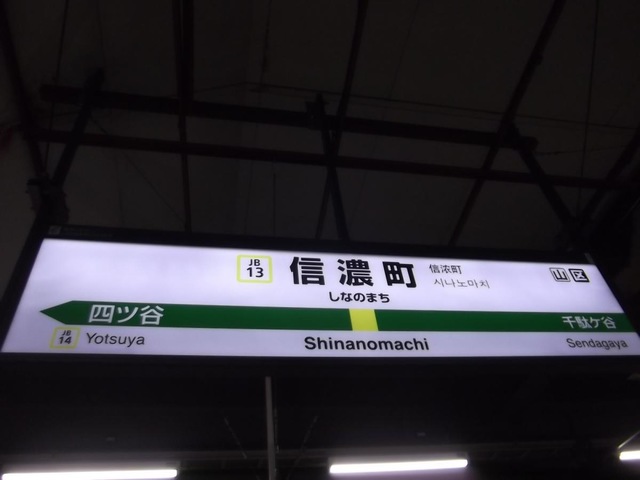 JB
13
信濃町
しなのまち
信浓町
시나노마치
山 区
四ツ谷
千駄ケ谷
JB
14
Yotsuya
Shinanomachi
Sendagaya